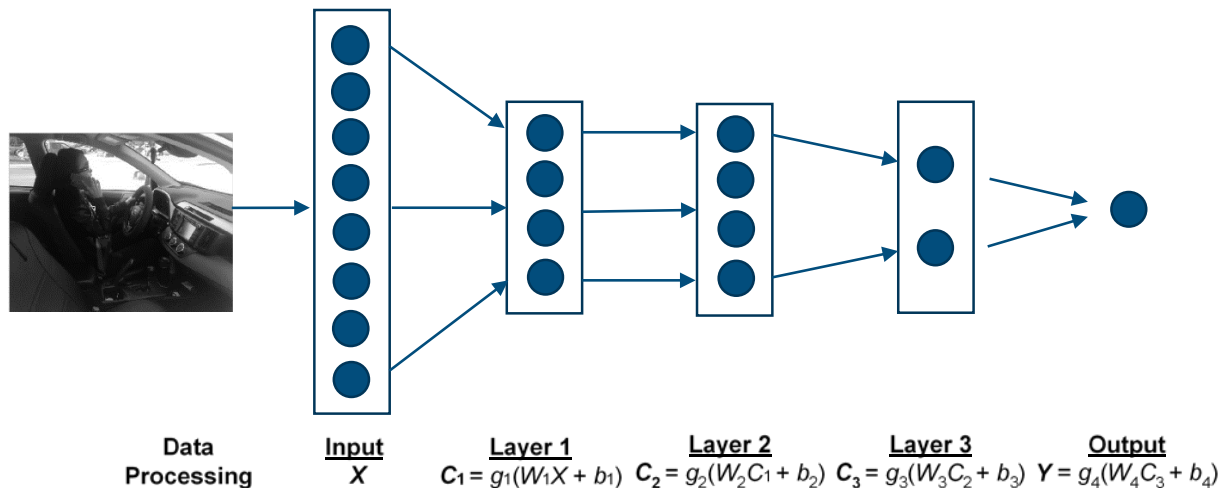 Data
Processing
Input
X
Layer 1
C1 = g1(W1X + b1)
Layer 2
C2 = g2(W2C1 + b2)
Layer 3
C3 = g3(W3C2 + b3)
Output
Y = g4(W4C3 + b4)